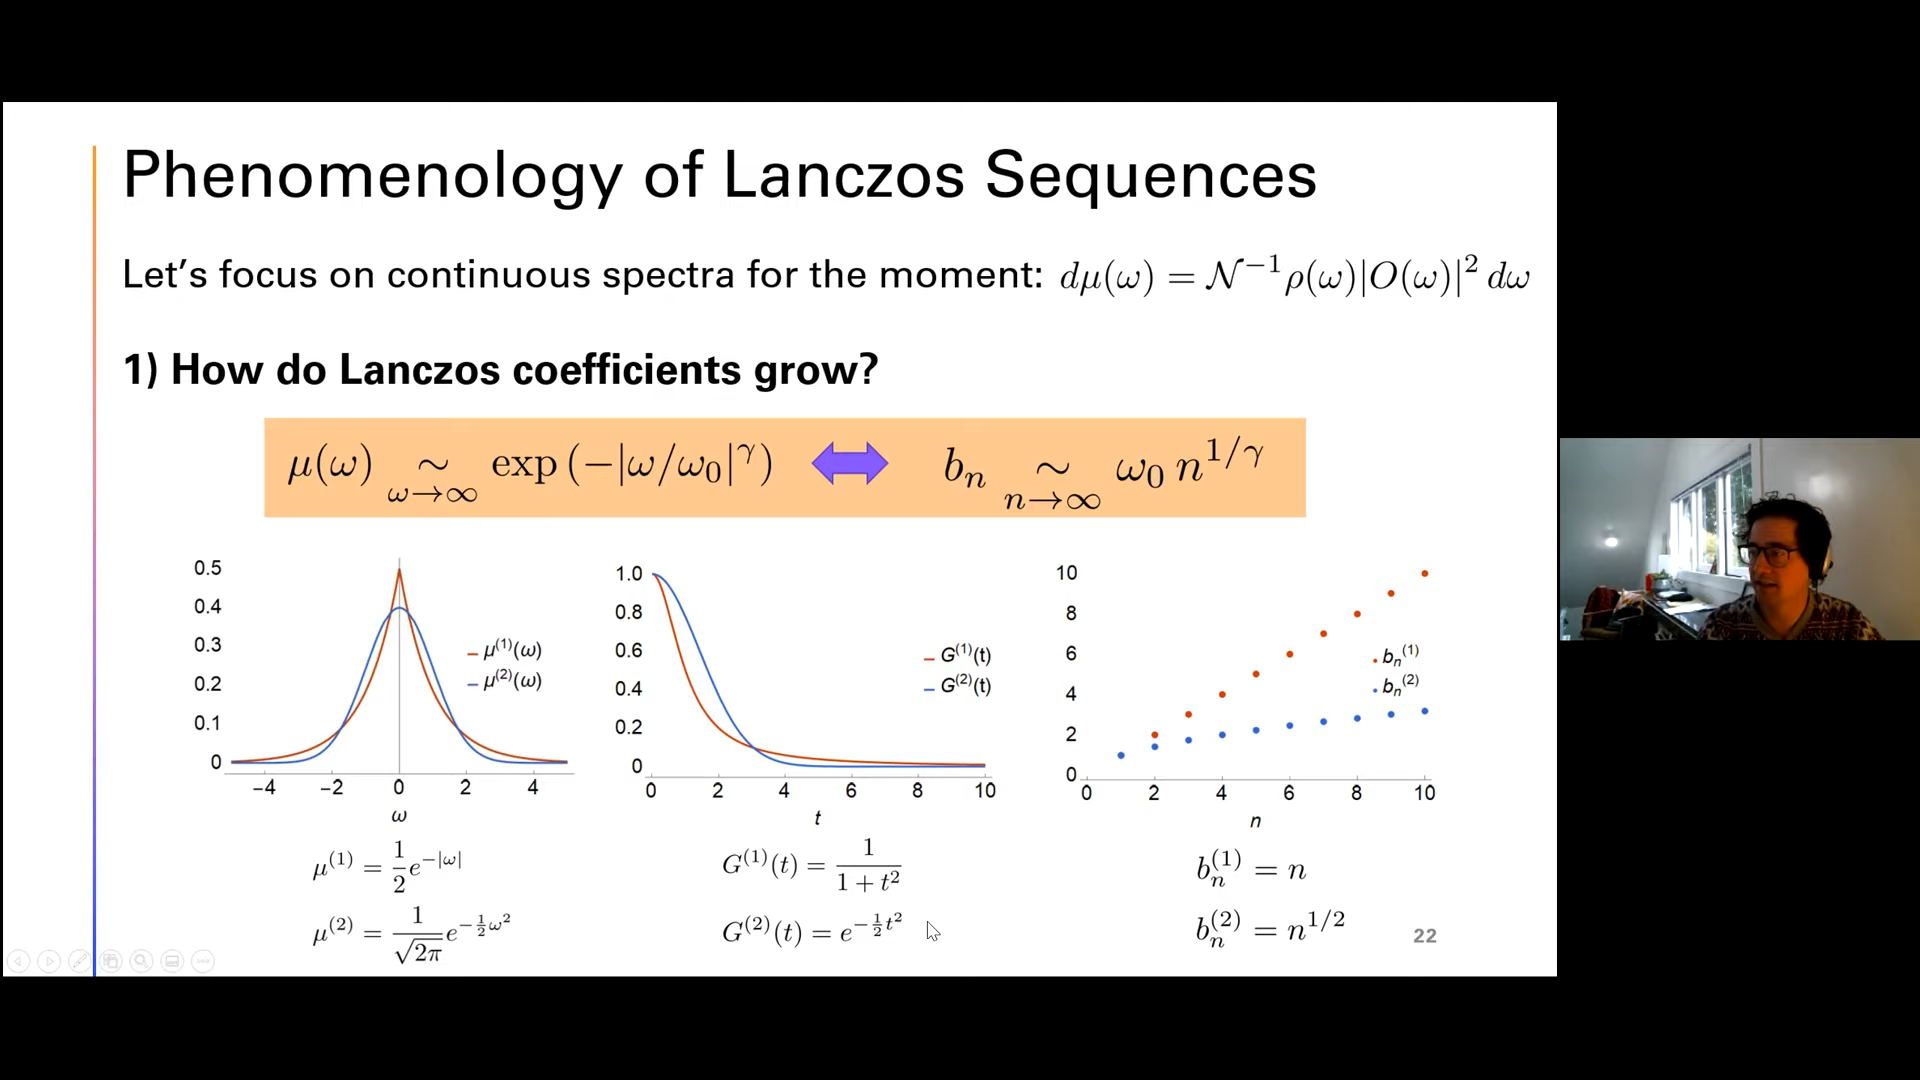 Phenomenology of Lanczos Sequences
Let's focus on continuous spectra for the moment: dμ(ω) = 𝒩⁻¹ρ(ω)|O(ω)|² dω
1) How do Lanczos coefficients grow?
μ(ω) ∼ exp (−|ω/ω₀|^γ) b_n ∼ ω₀ n^{1/γ}
ω→∞ n→∞
0.5
0.4
0.3
0.2
0.1
0
−4 −2 0 2 4
ω
μ⁽¹⁾(ω)
μ⁽²⁾(ω)
1.0
0.8
0.6
0.4
0.2
0
0 2 4 6 8 10
t
G⁽¹⁾(t)
G⁽²⁾(t)
10
8
6
4
2
0
0 2 4 6 8 10
n
b_n⁽¹⁾
b_n⁽²⁾
μ⁽¹⁾ = 1/2 e^{−|ω|}
μ⁽²⁾ = 1/√2π e^{−½ω²}
G⁽¹⁾(t) = 1/(1 + t²)
G⁽²⁾(t) = e^{−½t²}
b_n⁽¹⁾ = n
b_n⁽²⁾ = n^{1/2}
22